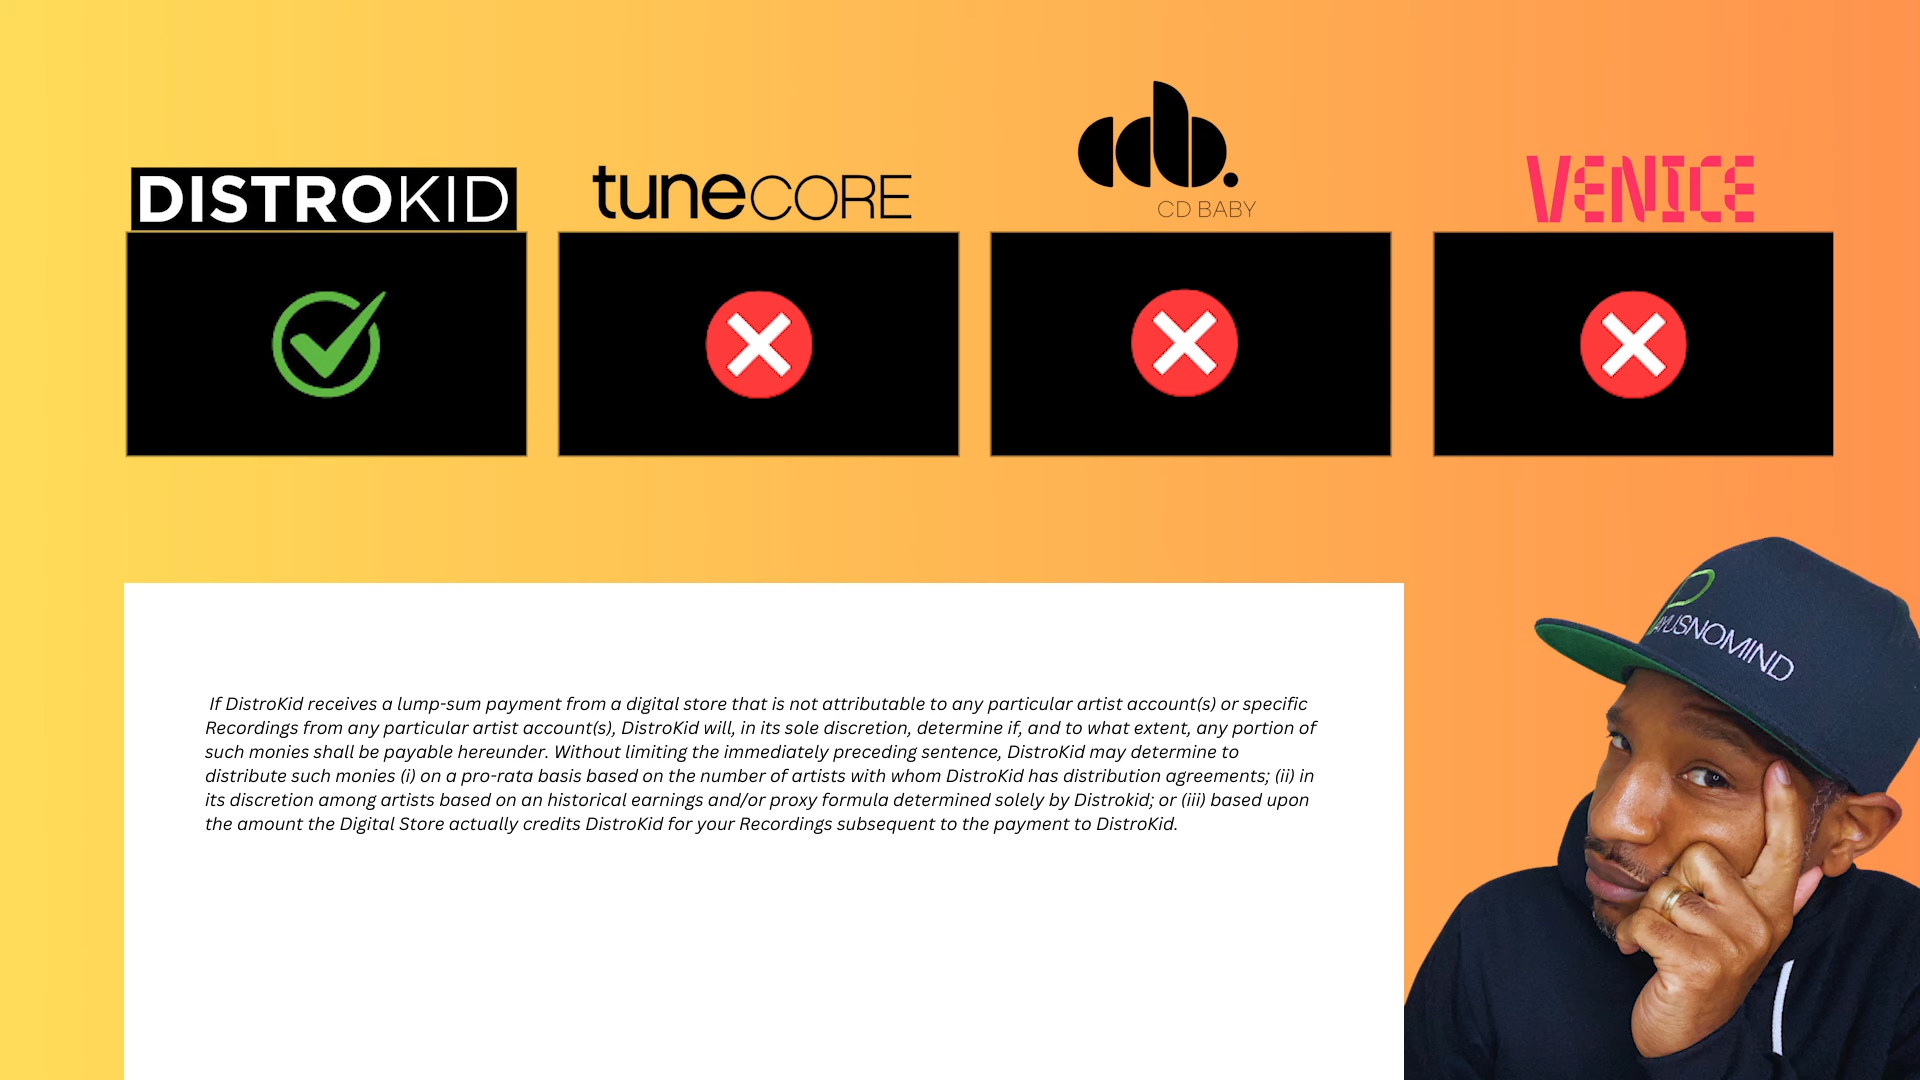 DISTROKID
tunecORE
cdb.
CD BABY
VENICE
If DistroKid receives a lump-sum payment from a digital store that is not attributable to any particular artist account(s) or specific
Recordings from any particular artist account(s), DistroKid will, in its sole discretion, determine if, and to what extent, any portion of
such monies shall be payable hereunder. Without limiting the immediately preceding sentence, DistroKid may determine to
distribute such monies (i) on a pro-rata basis based on the number of artists with whom DistroKid has distribution agreements; (ii) in
its discretion among artists based on an historical earnings and/or proxy formula determined solely by Distrokid; or (iii) based upon
the amount the Digital Store actually credits DistroKid for your Recordings subsequent to the payment to DistroKid.
PAYUSNOMIND